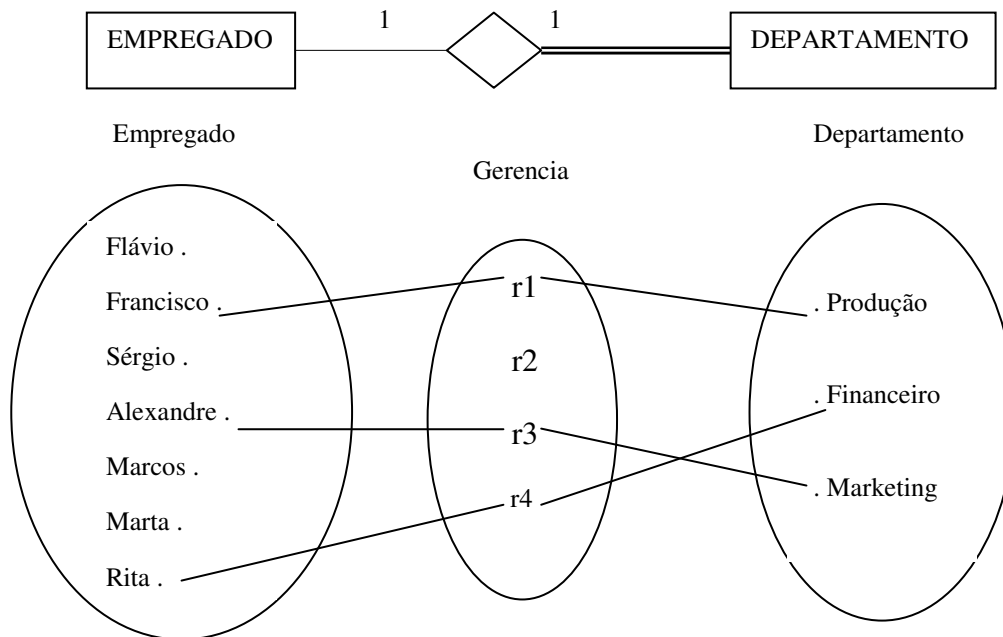 1 1
EMPREGADO DEPARTAMENTO
Empregado Departamento
Gerencia
Flávio .
Francisco . r1 . Produção
Sérgio . r2
Alexandre . r3 . Financeiro
Marcos .
Marta . r4 . Marketing
Rita .